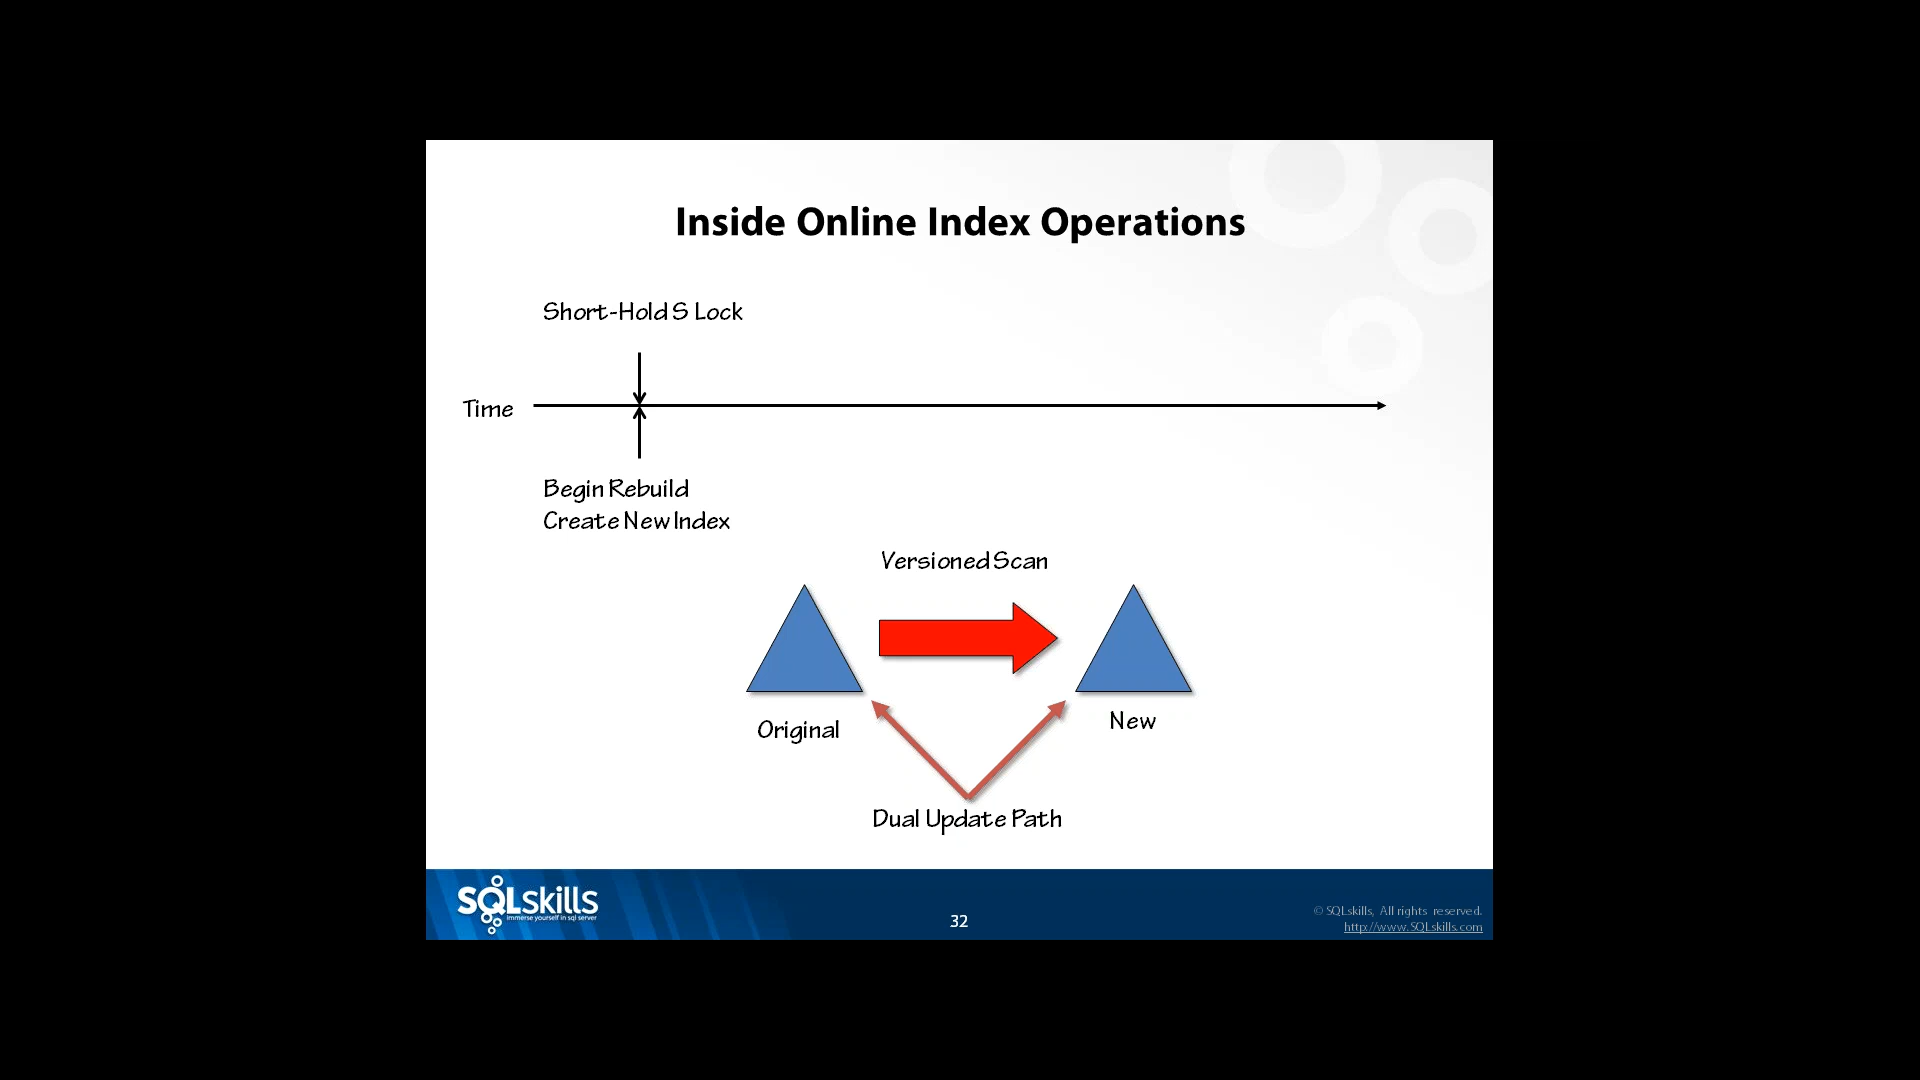 Inside Online Index Operations
Short-Hold S Lock
Time
Begin Rebuild
Create New Index
Versioned Scan
Original
New
Dual Update Path
SQLskills
immerse yourself in sql server
32
© SQLskills, All rights reserved.
http://www.SQLskills.com